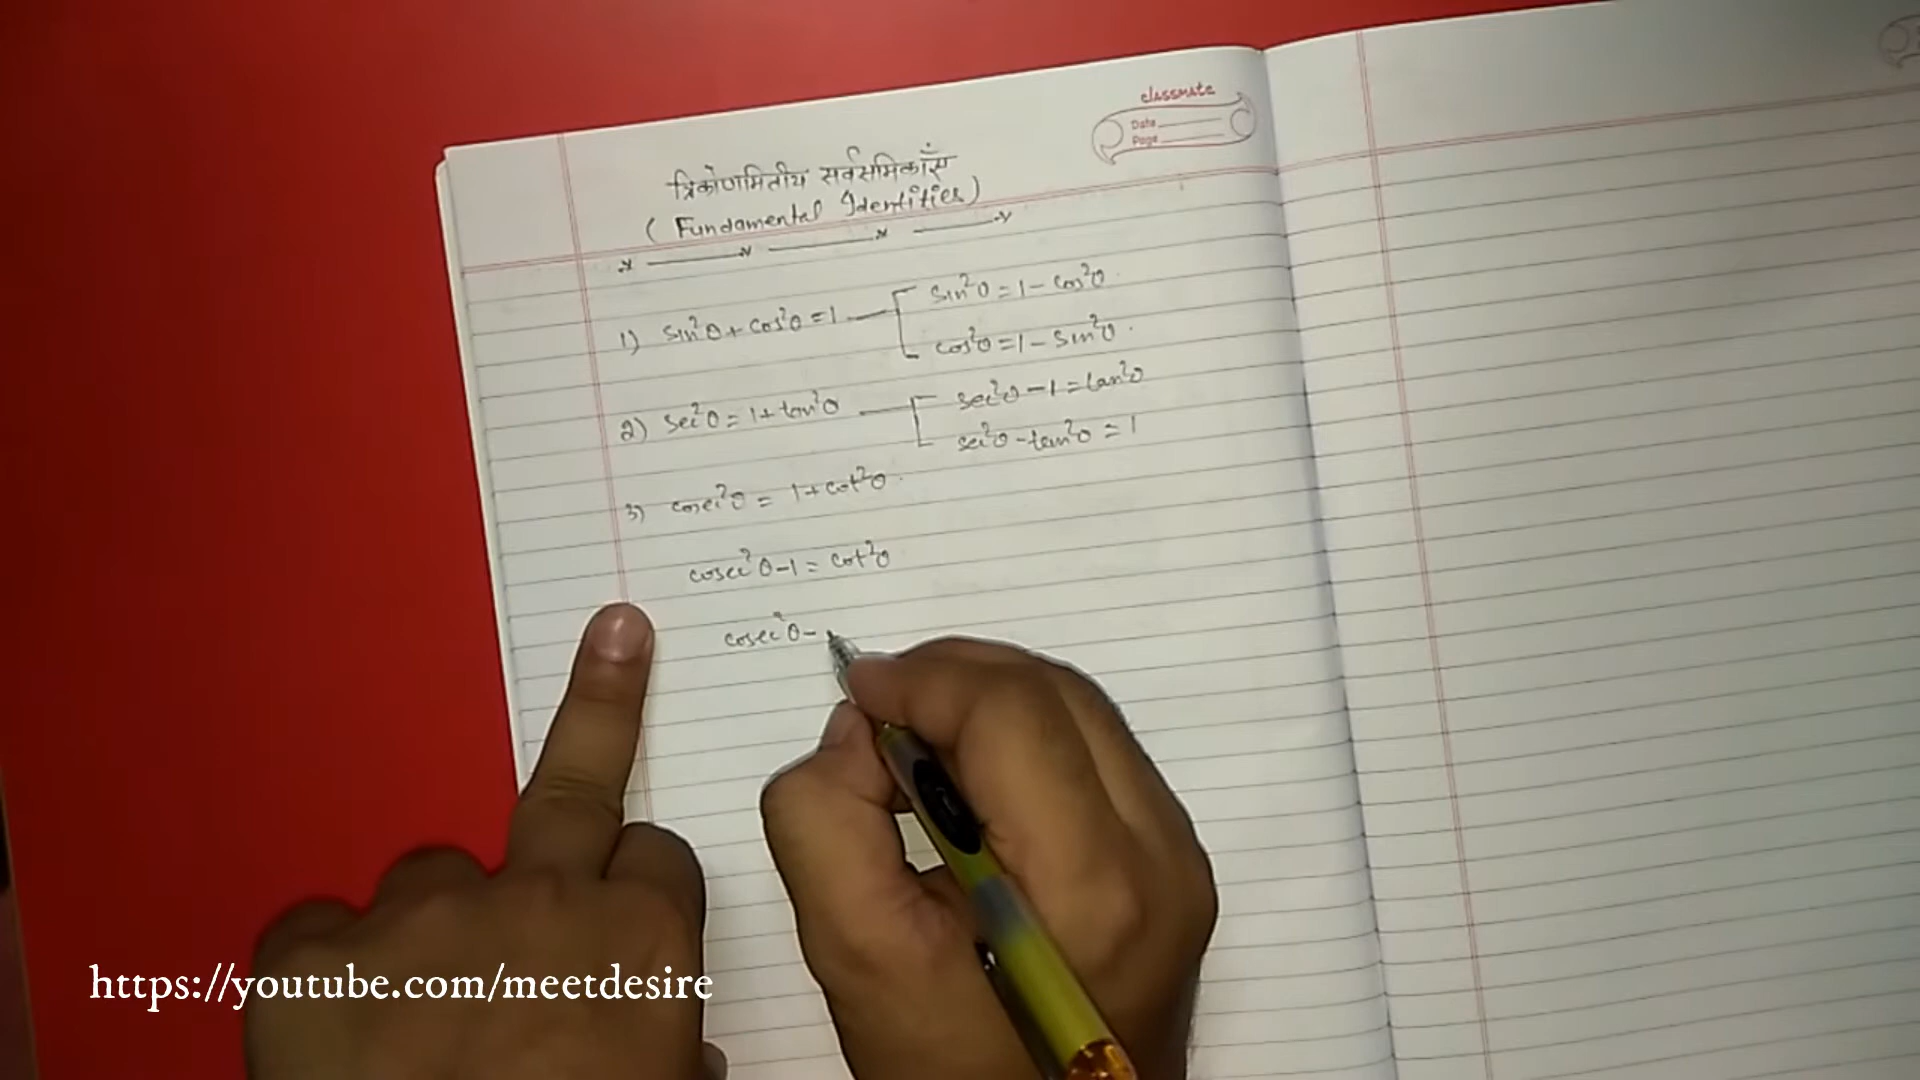 classmate
Date
Page
त्रिकोणमितीय सर्वसमिकाएँ
(Fundamental Identities)
1) sin²θ + cos²θ = 1
sin²θ = 1 - cos²θ
cos²θ = 1 - sin²θ
2) sec²θ = 1 + tan²θ
sec²θ - 1 = tan²θ
sec²θ - tan²θ = 1
3) cosec²θ = 1 + cot²θ
cosec²θ - 1 = cot²θ
cosec²θ -
https://youtube.com/meetdesire